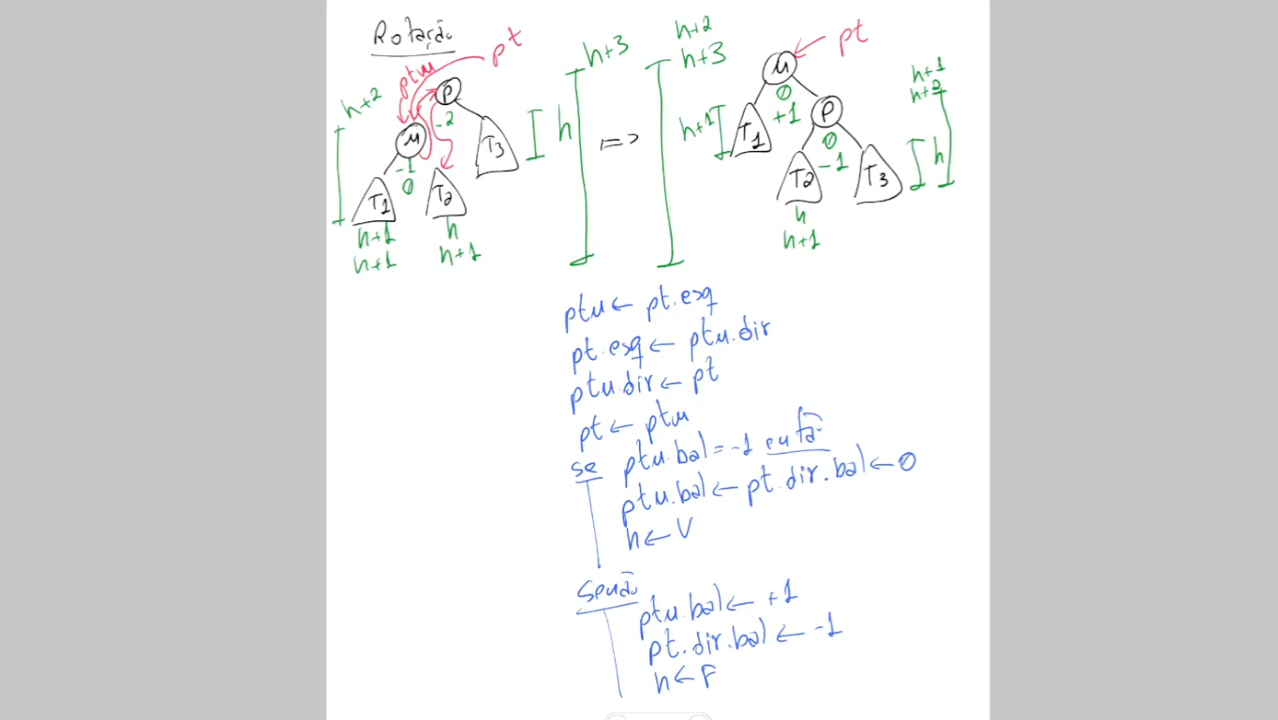 Rotação
pt
ptu
h+3
h+2
P
-2
u
-1
0
T1
h+1
h+1
T2
h
h+1
T3
h
=>
h+2
h+3
pt
u
0
+1
h+1
T1
P
0
-1
T2
h
h+1
T3
h
h+1
h+2
ptu ← pt.esq
pt.esq ← ptu.dir
ptu.dir ← pt
pt ← ptu
se ptu.bal = -1 então
ptu.bal ← pt.dir.bal ← 0
h ← V
senão
ptu.bal ← +1
pt.dir.bal ← -1
h ← F